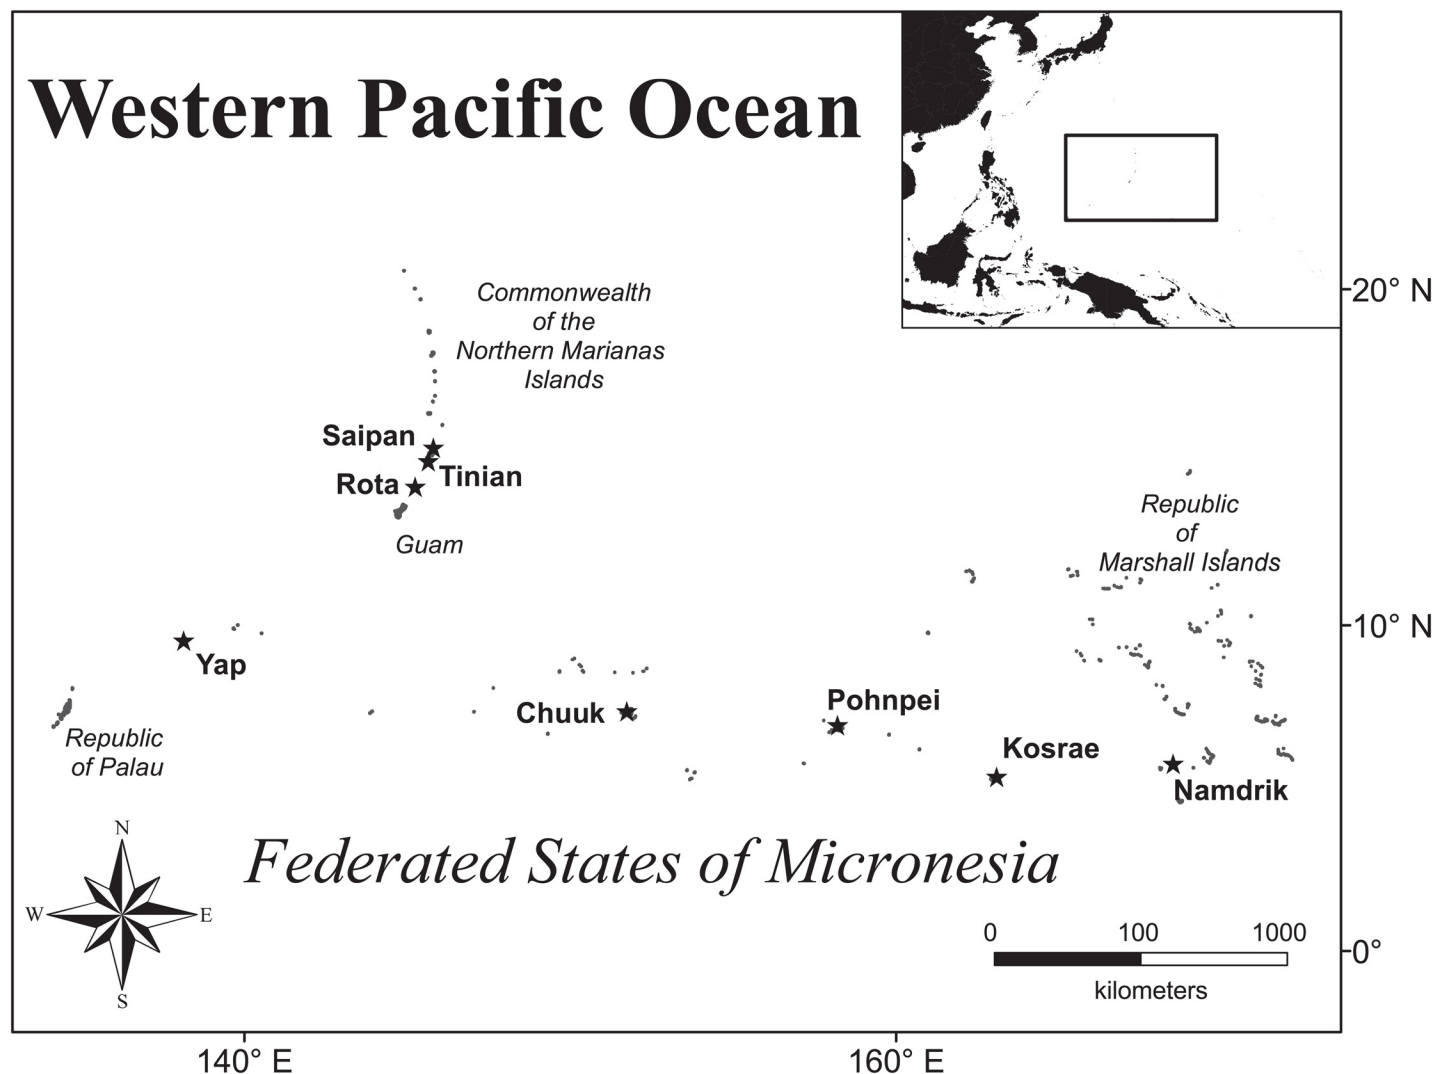 Western Pacific Ocean
20° N
Commonwealth
of the
Northern Marianas
Islands
Saipan
Tinian
Rota
Guam
Republic
of
Marshall Islands
10° N
Yap
Chuuk
Pohnpei
Kosrae
Namdrik
Republic
of Palau
N
W
E
S
Federated States of Micronesia
0 100 1000
kilometers
0°
140° E
160° E